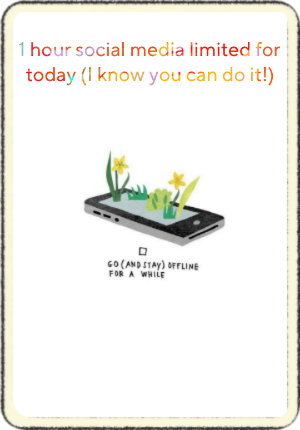 1 hour social media limited for
today (I know you can do it!)
GO (AND STAY) OFFLINE
FOR A WHILE